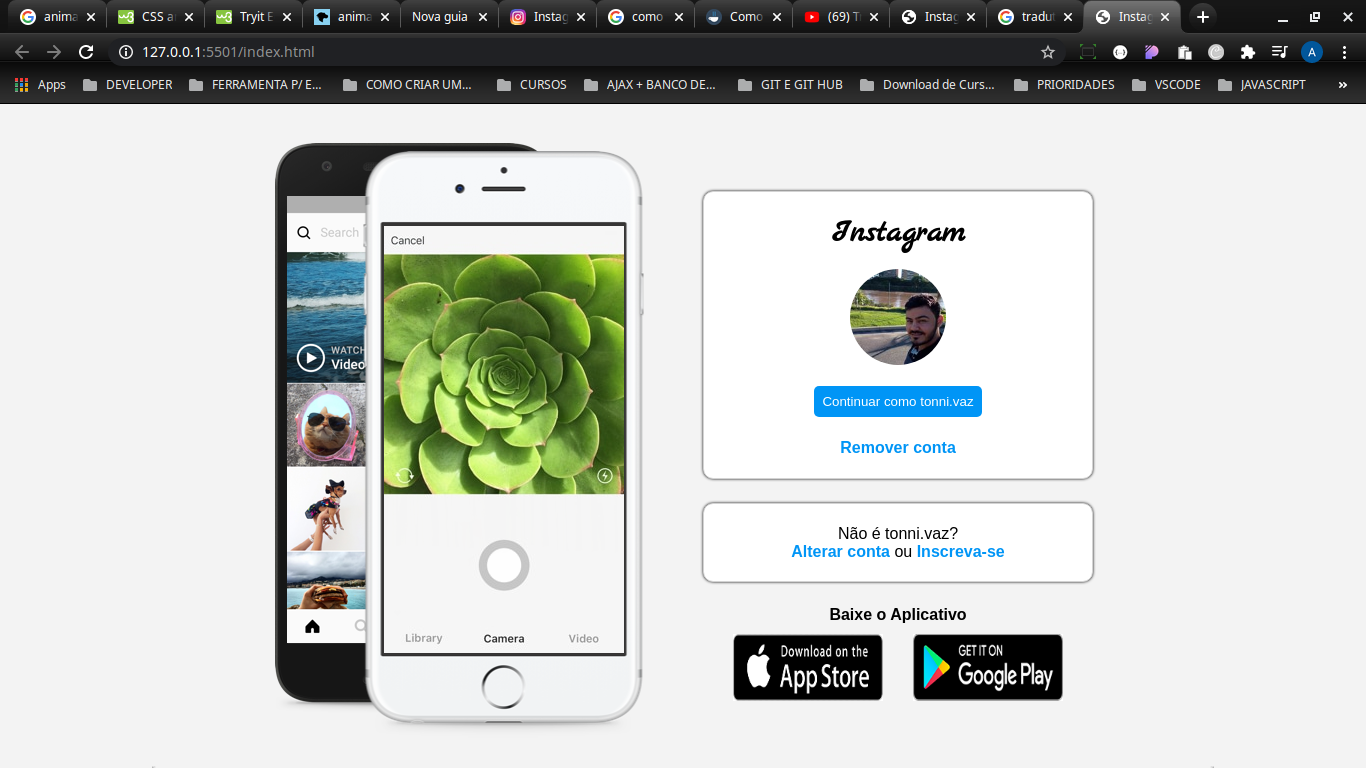 anima
CSS a
Tryit E
anima
Nova guia
Instag
como
Como
(69) T
Instag
tradut
Instag
127.0.0.1:5501/index.html
A
Apps
DEVELOPER
FERRAMENTA P/ E...
COMO CRIAR UM...
CURSOS
AJAX + BANCO DE...
GIT E GIT HUB
Download de Curs...
PRIORIDADES
VSCODE
JAVASCRIPT
»
Search
WATCH
Video
Cancel
Library Camera Video
Instagram
Continuar como tonni.vaz
Remover conta
Não é tonni.vaz?
Alterar conta ou Inscreva-se
Baixe o Aplicativo
Download on the
App Store
GET IT ON
Google Play